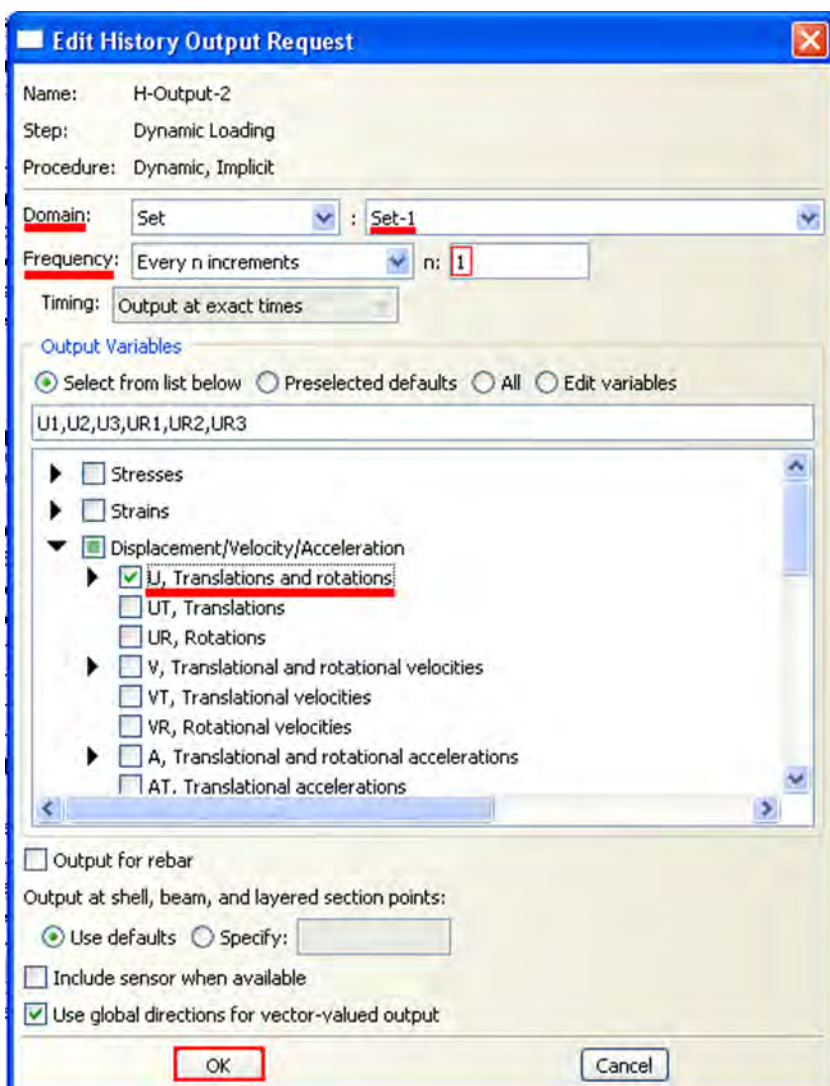 Edit History Output Request
Name: H-Output-2
Step: Dynamic Loading
Procedure: Dynamic, Implicit
Domain: Set : Set-1
Frequency: Every n increments n: 1
Timing: Output at exact times
Output Variables
Select from list below Preselected defaults All Edit variables
U1,U2,U3,UR1,UR2,UR3
Stresses
Strains
Displacement/Velocity/Acceleration
U, Translations and rotations
UT, Translations
UR, Rotations
V, Translational and rotational velocities
VT, Translational velocities
VR, Rotational velocities
A, Translational and rotational accelerations
AT, Translational accelerations
Output for rebar
Output at shell, beam, and layered section points:
Use defaults Specify:
Include sensor when available
Use global directions for vector-valued output
OK Cancel